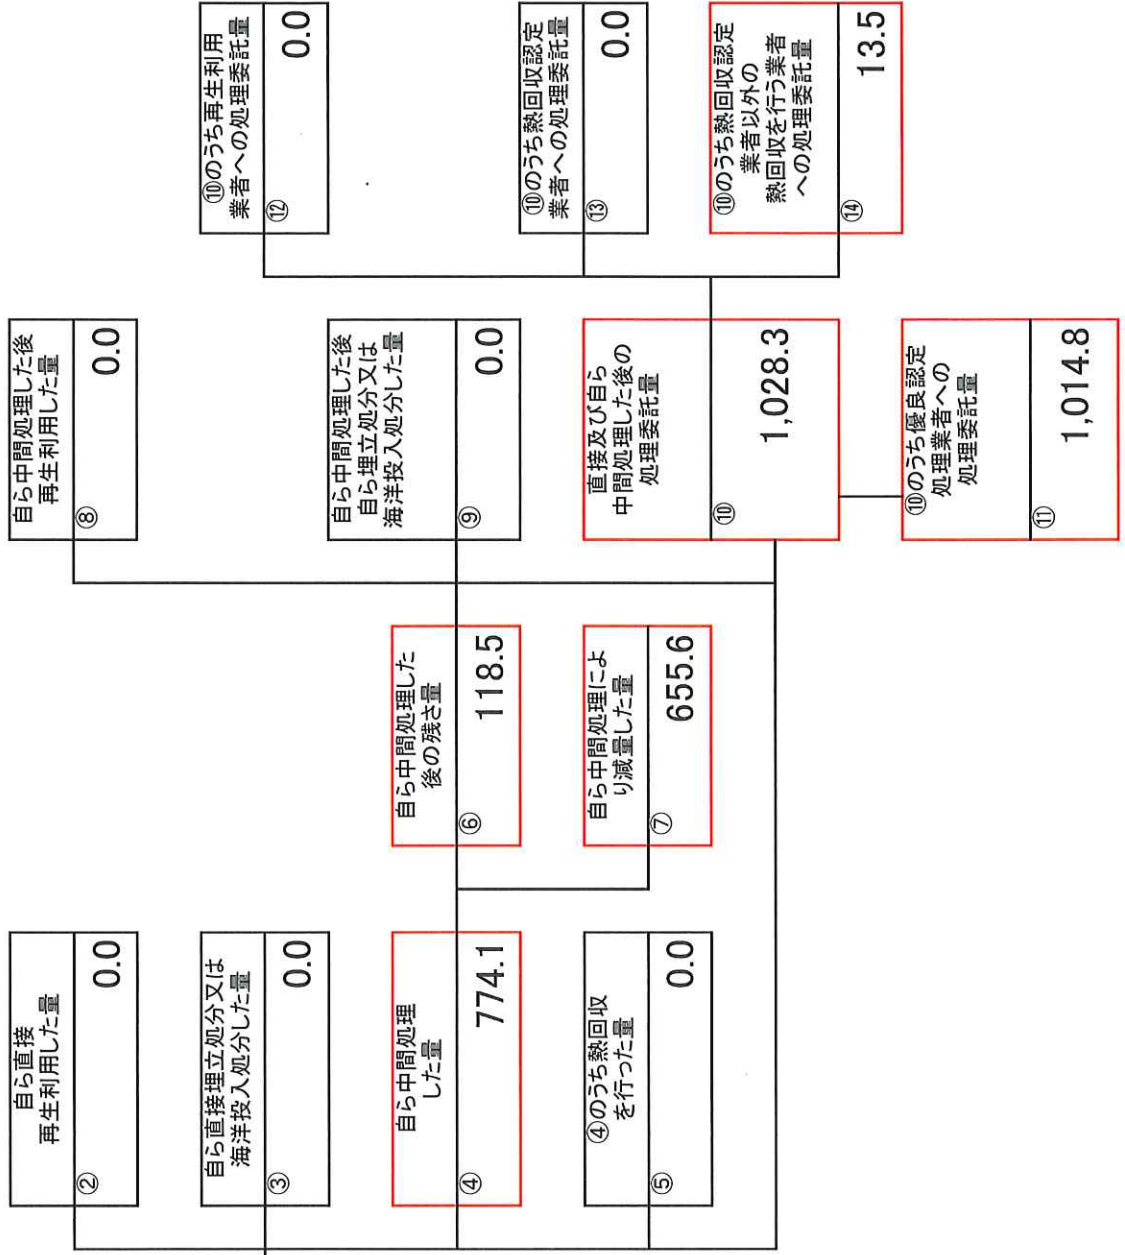 自ら直接
再生利用した量
②
0.0
自ら直接埋立処分又は
海洋投入処分した量
③
0.0
自ら中間処理
した量
④
774.1
④のうち熱回収
を行った量
⑤
0.0
自ら中間処理した
後の残さ量
⑥
118.5
自ら中間処理によ
り減量した量
⑦
655.6
自ら中間処理した後
再生利用した量
⑧
0.0
自ら中間処理した後
自ら埋立処分又は
海洋投入処分した量
⑨
0.0
直接及び自ら
中間処理した後の
処理委託量
⑩
1,028.3
⑩のうち優良認定
処理業者への
処理委託量
⑪
1,014.8
⑩のうち再生利用
業者への処理委託量
⑫
0.0
⑩のうち熱回収認定
業者への処理委託量
⑬
0.0
⑩のうち熱回収認定
業者以外の
熱回収を行う業者
への処理委託量
⑭
13.5